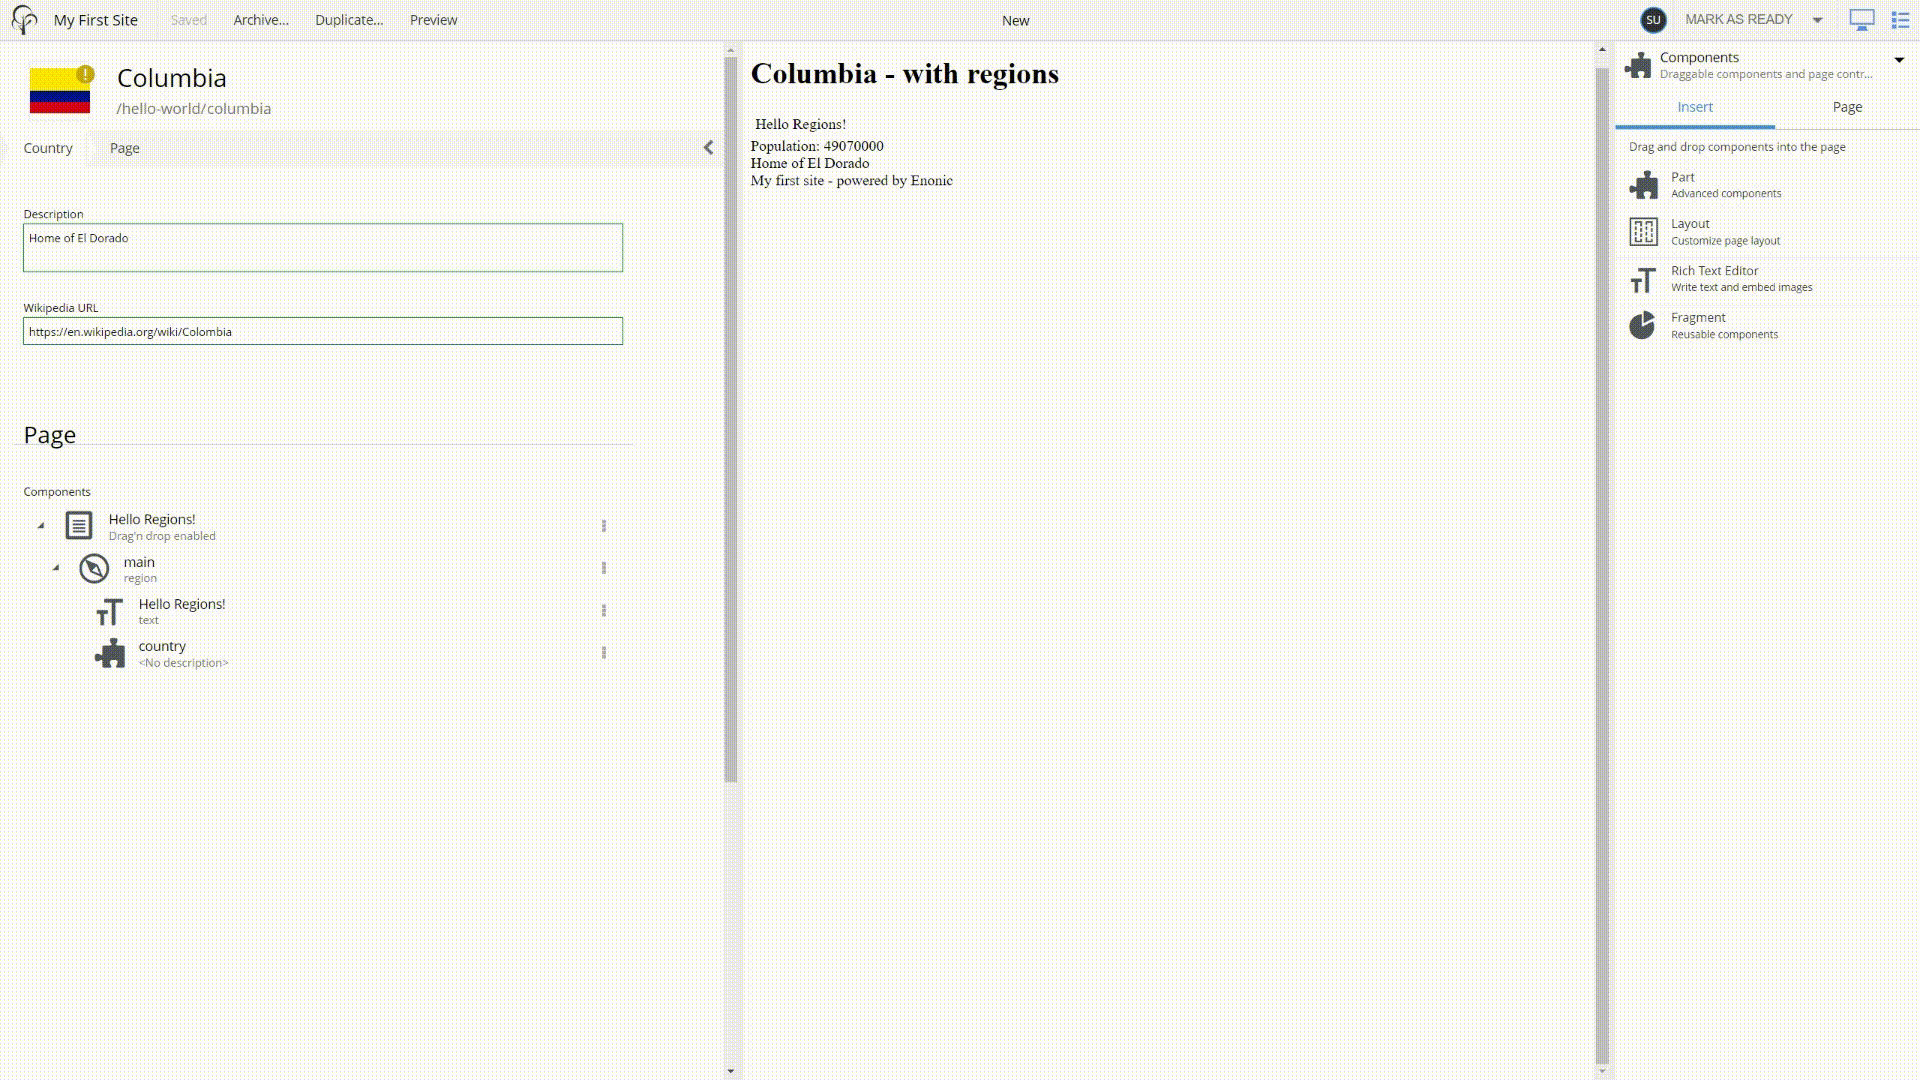 My First Site
Saved
Archive...
Duplicate...
Preview
New
SU
MARK AS READY
Columbia
/hello-world/columbia
Country
Page
Description
Home of El Dorado
Wikipedia URL
https://en.wikipedia.org/wiki/Colombia
Page
Components
Hello Regions!
Drag'n drop enabled
main
region
Hello Regions!
text
country
<No description>
Columbia - with regions
Hello Regions!
Population: 49070000
Home of El Dorado
My first site - powered by Enonic
Components
Draggable components and page contr...
Insert
Page
Drag and drop components into the page
Part
Advanced components
Layout
Customize page layout
Rich Text Editor
Write text and embed images
Fragment
Reusable components